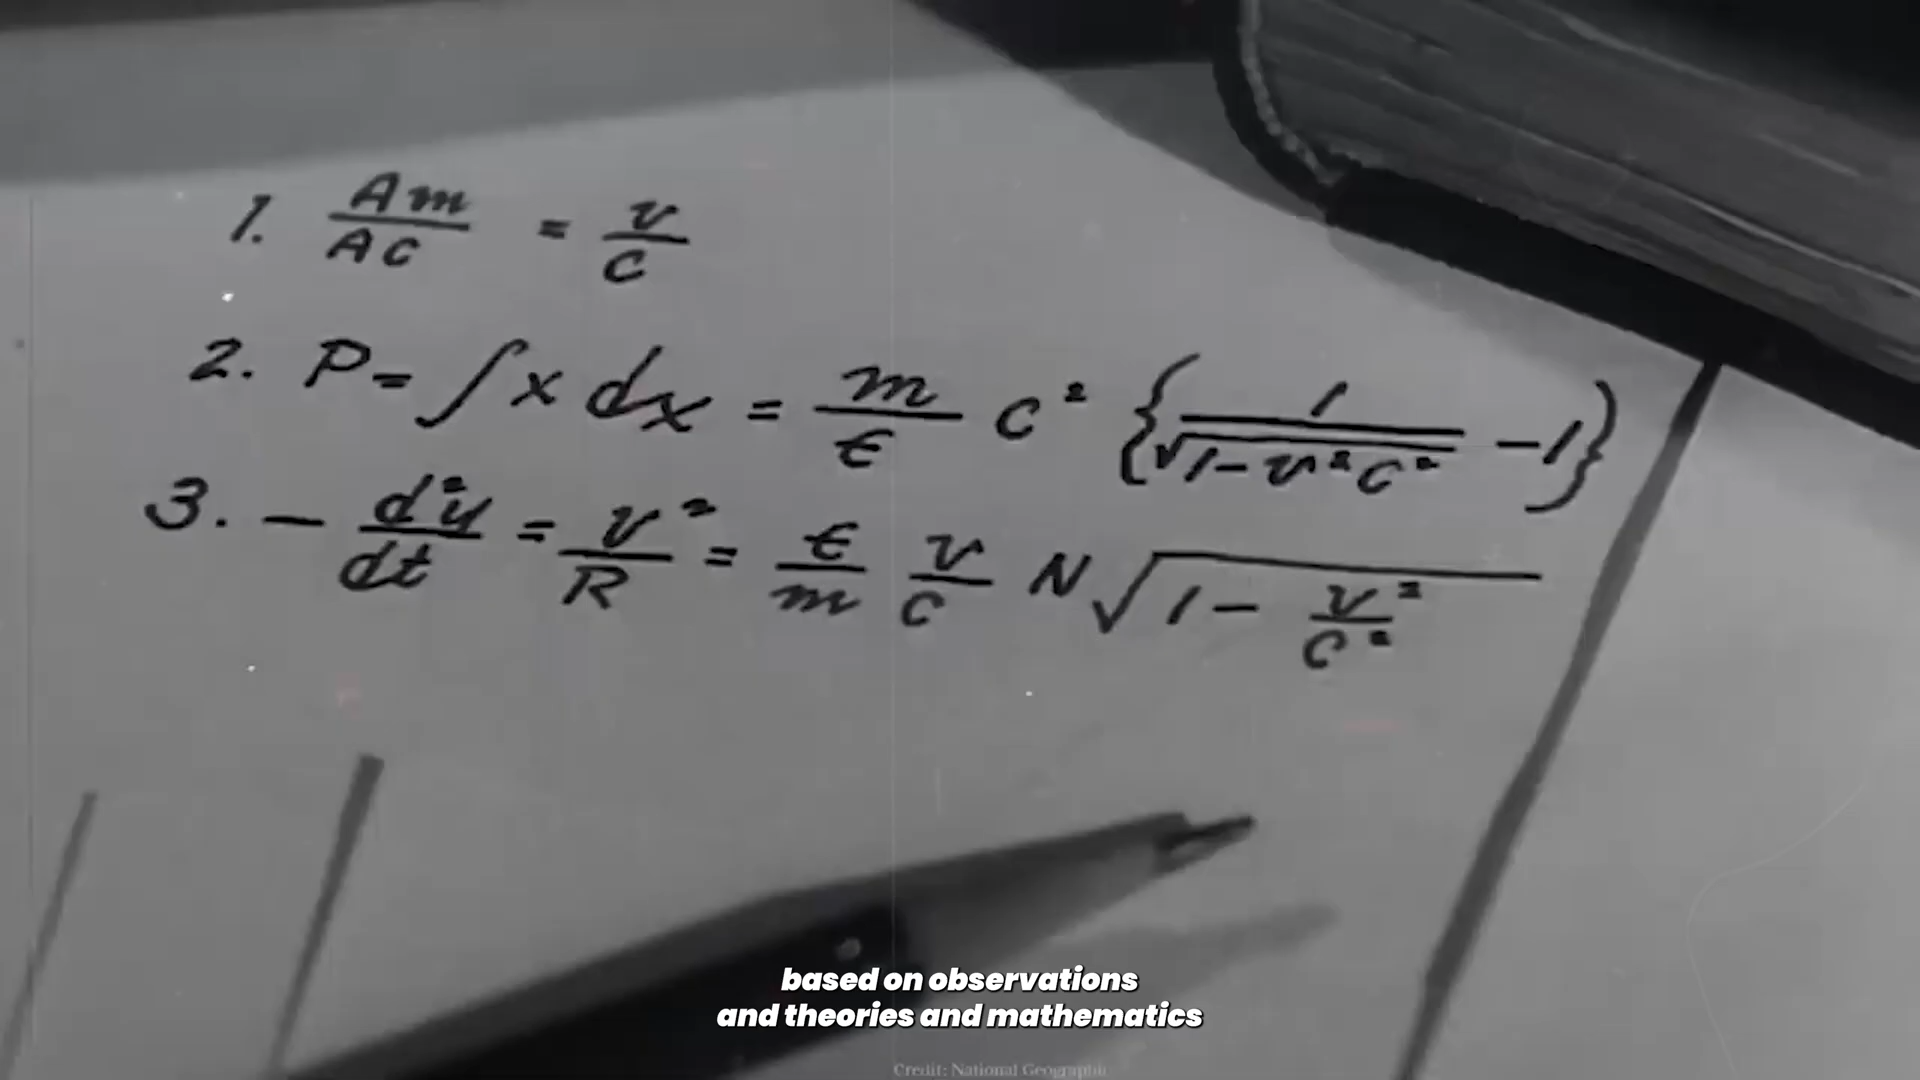 1. Am/Ac = v/c
2. P = ∫ x dx = m/ε c² { 1/√1-v²c² -1}
3. - d²y/dt = v²/R = ε/m v/c N √1 - v²/c²
based on observations
and theories and mathematics
Credit: National Geographic